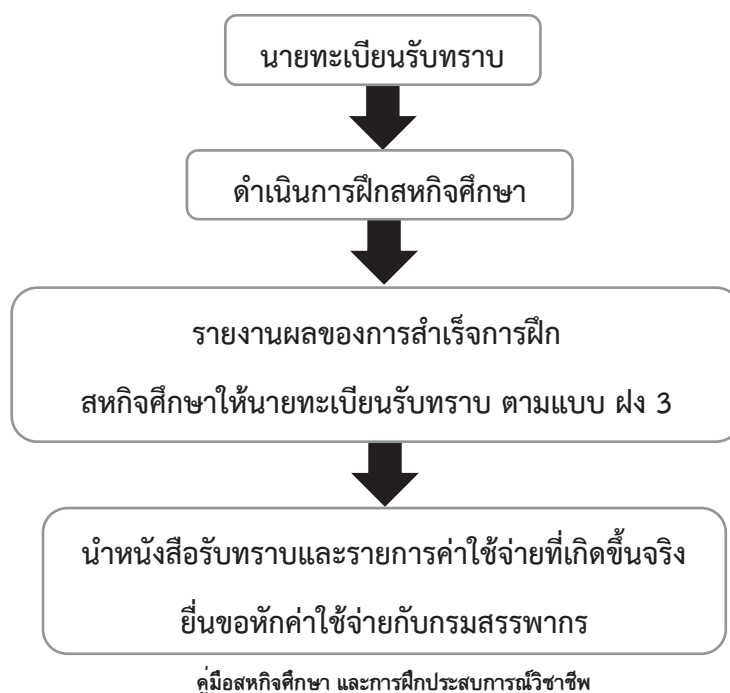 นายทะเบียนรับทราบ
ดำเนินการฝึกสหกิจศึกษา
รายงานผลของการสำเร็จการฝึก
สหกิจศึกษาให้นายทะเบียนรับทราบ ตามแบบ ฝง 3
นำหนังสือรับทราบและรายการค่าใช้จ่ายที่เกิดขึ้นจริง
ยื่นขอหักค่าใช้จ่ายกับกรมสรรพากร
คู่มือสหกิจศึกษา และการฝึกประสบการณ์วิชาชีพ